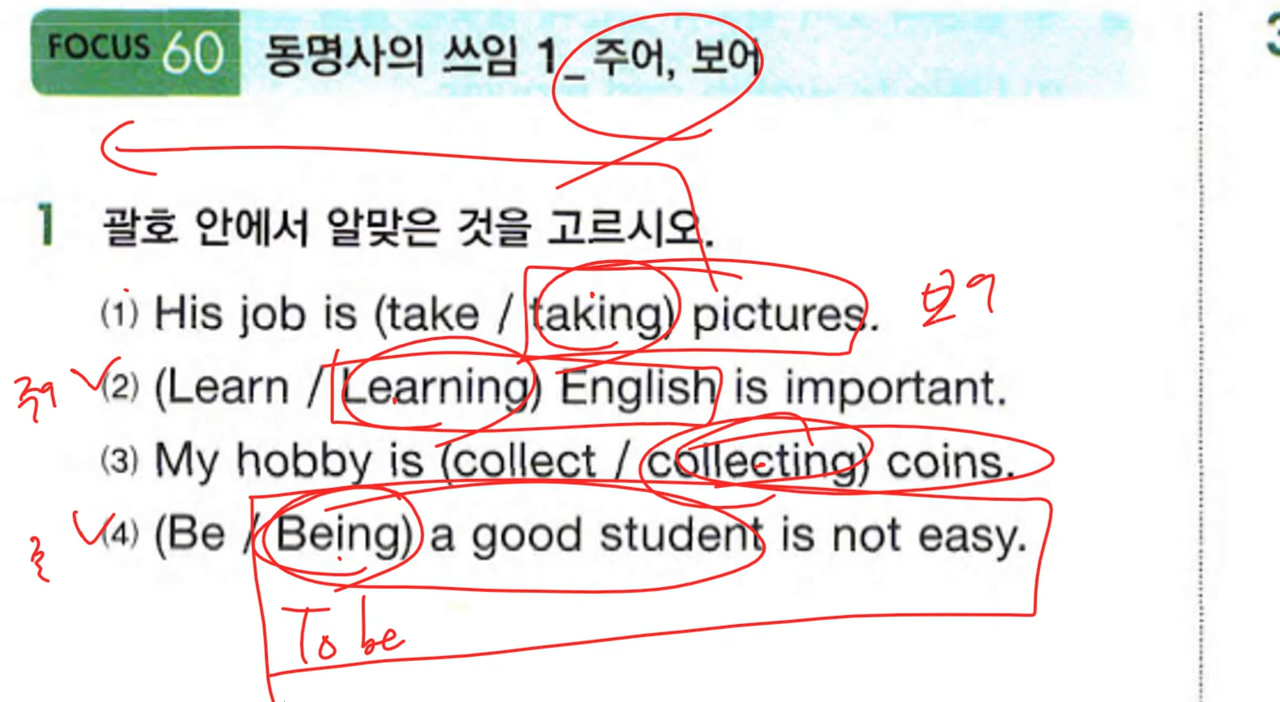 FOCUS 60 동명사의 쓰임 1_ 주어, 보어
1 괄호 안에서 알맞은 것을 고르시오.
(1) His job is (take / taking) pictures. 보어
(2) (Learn / Learning) English is important.
(3) My hobby is (collect / collecting) coins.
(4) (Be / Being) a good student is not easy.
To be